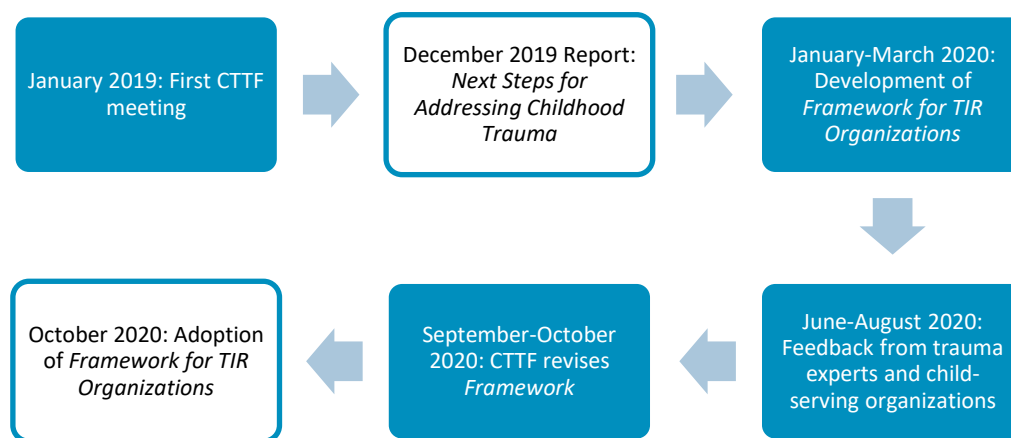 January 2019: First CTTF
meeting
December 2019 Report:
Next Steps for
Addressing Childhood
Trauma
January-March 2020:
Development of
Framework for TIR
Organizations
June-August 2020:
Feedback from trauma
experts and child-
serving organizations
September-October
2020: CTTF revises
Framework
October 2020: Adoption
of Framework for TIR
Organizations